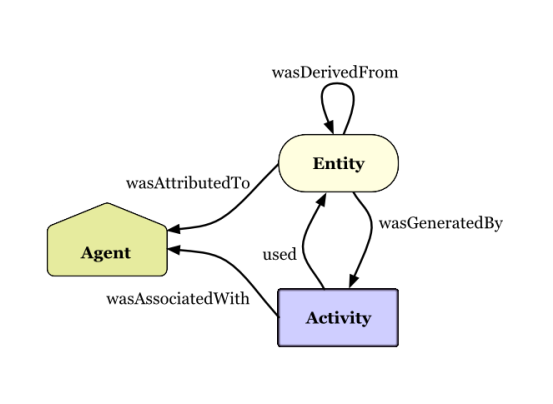 wasDerivedFrom
Entity
wasAttributedTo
wasGeneratedBy
Agent
used
wasAssociatedWith
Activity